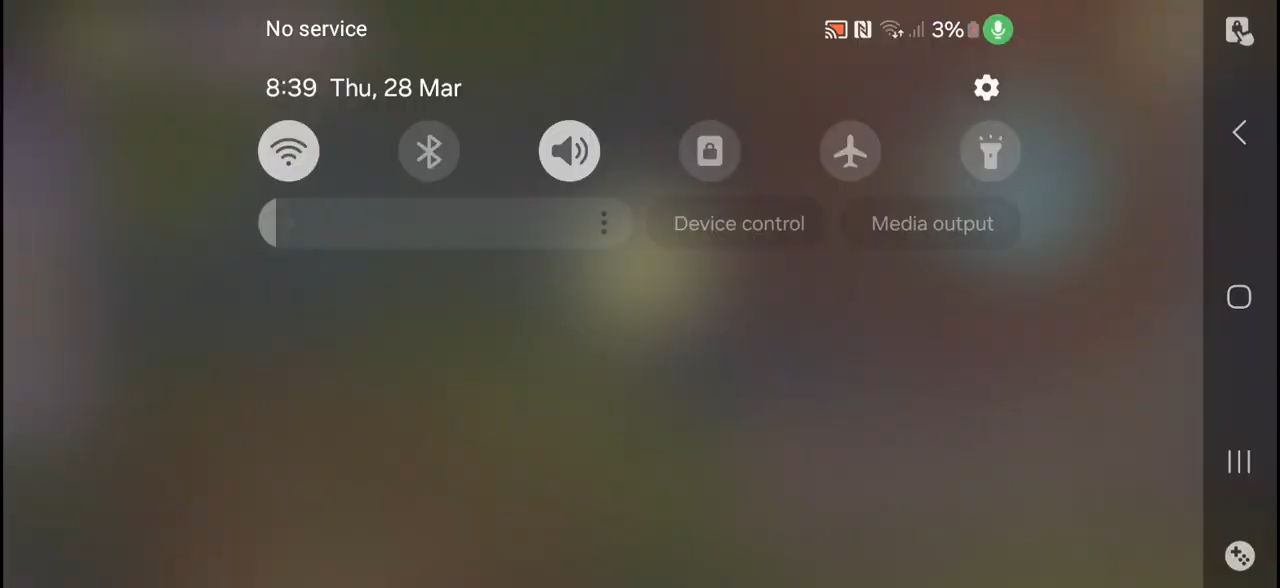 No service
3%
8:39 Thu, 28 Mar
Device control
Media output